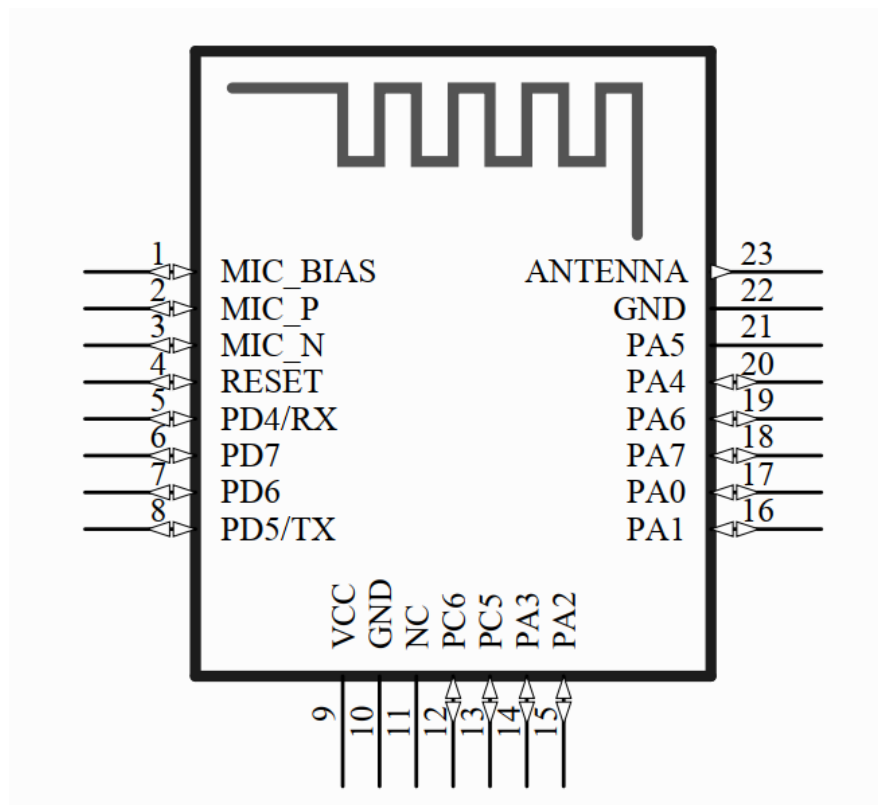 1 MIC_BIAS
2 MIC_P
3 MIC_N
4 RESET
5 PD4/RX
6 PD7
7 PD6
8 PD5/TX
9 VCC
10 GND
11 NC
12 PC6
13 PC5
14 PA3
15 PA2
16 PA1
17 PA0
18 PA7
19 PA6
20 PA4
21 PA5
22 GND
23 ANTENNA